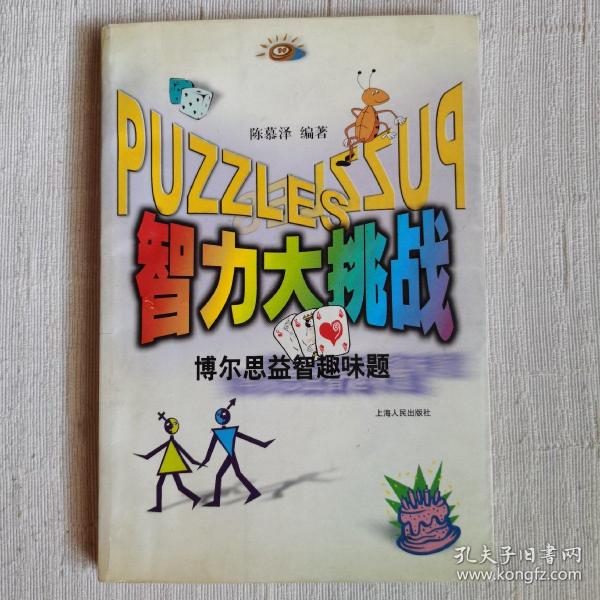 陈慕泽 编著
PUZZLES
PUZZLES
智力大挑战
博尔思益智趣味题
上海人民出版社
孔夫子旧书网
www.kongfz.com